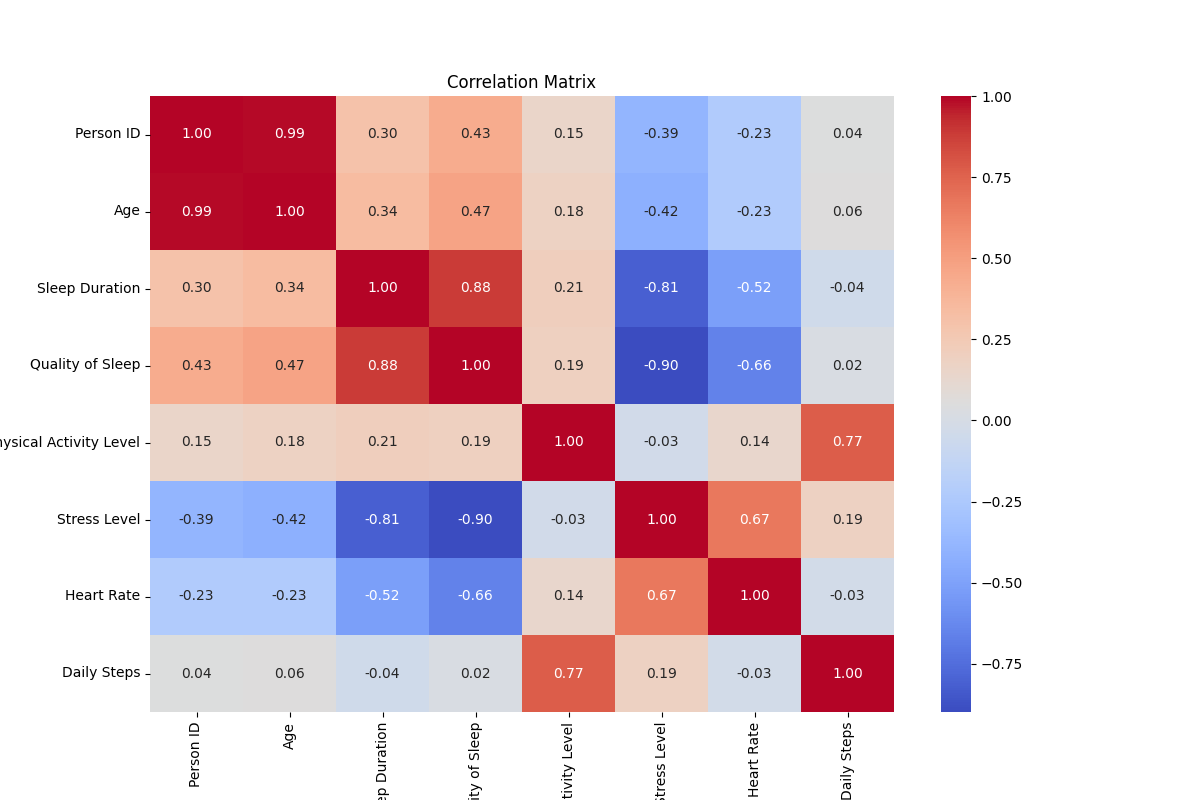 Correlation Matrix
Person ID 1.00 0.99 0.30 0.43 0.15 -0.39 -0.23 0.04
Age 0.99 1.00 0.34 0.47 0.18 -0.42 -0.23 0.06
Sleep Duration 0.30 0.34 1.00 0.88 0.21 -0.81 -0.52 -0.04
Quality of Sleep 0.43 0.47 0.88 1.00 0.19 -0.90 -0.66 0.02
hysical Activity Level 0.15 0.18 0.21 0.19 1.00 -0.03 0.14 0.77
Stress Level -0.39 -0.42 -0.81 -0.90 -0.03 1.00 0.67 0.19
Heart Rate -0.23 -0.23 -0.52 -0.66 0.14 0.67 1.00 -0.03
Daily Steps 0.04 0.06 -0.04 0.02 0.77 0.19 -0.03 1.00
Person ID
Age
ep Duration
ity of Sleep
tivity Level
Stress Level
Heart Rate
Daily Steps
1.00
0.75
0.50
0.25
0.00
−0.25
−0.50
−0.75